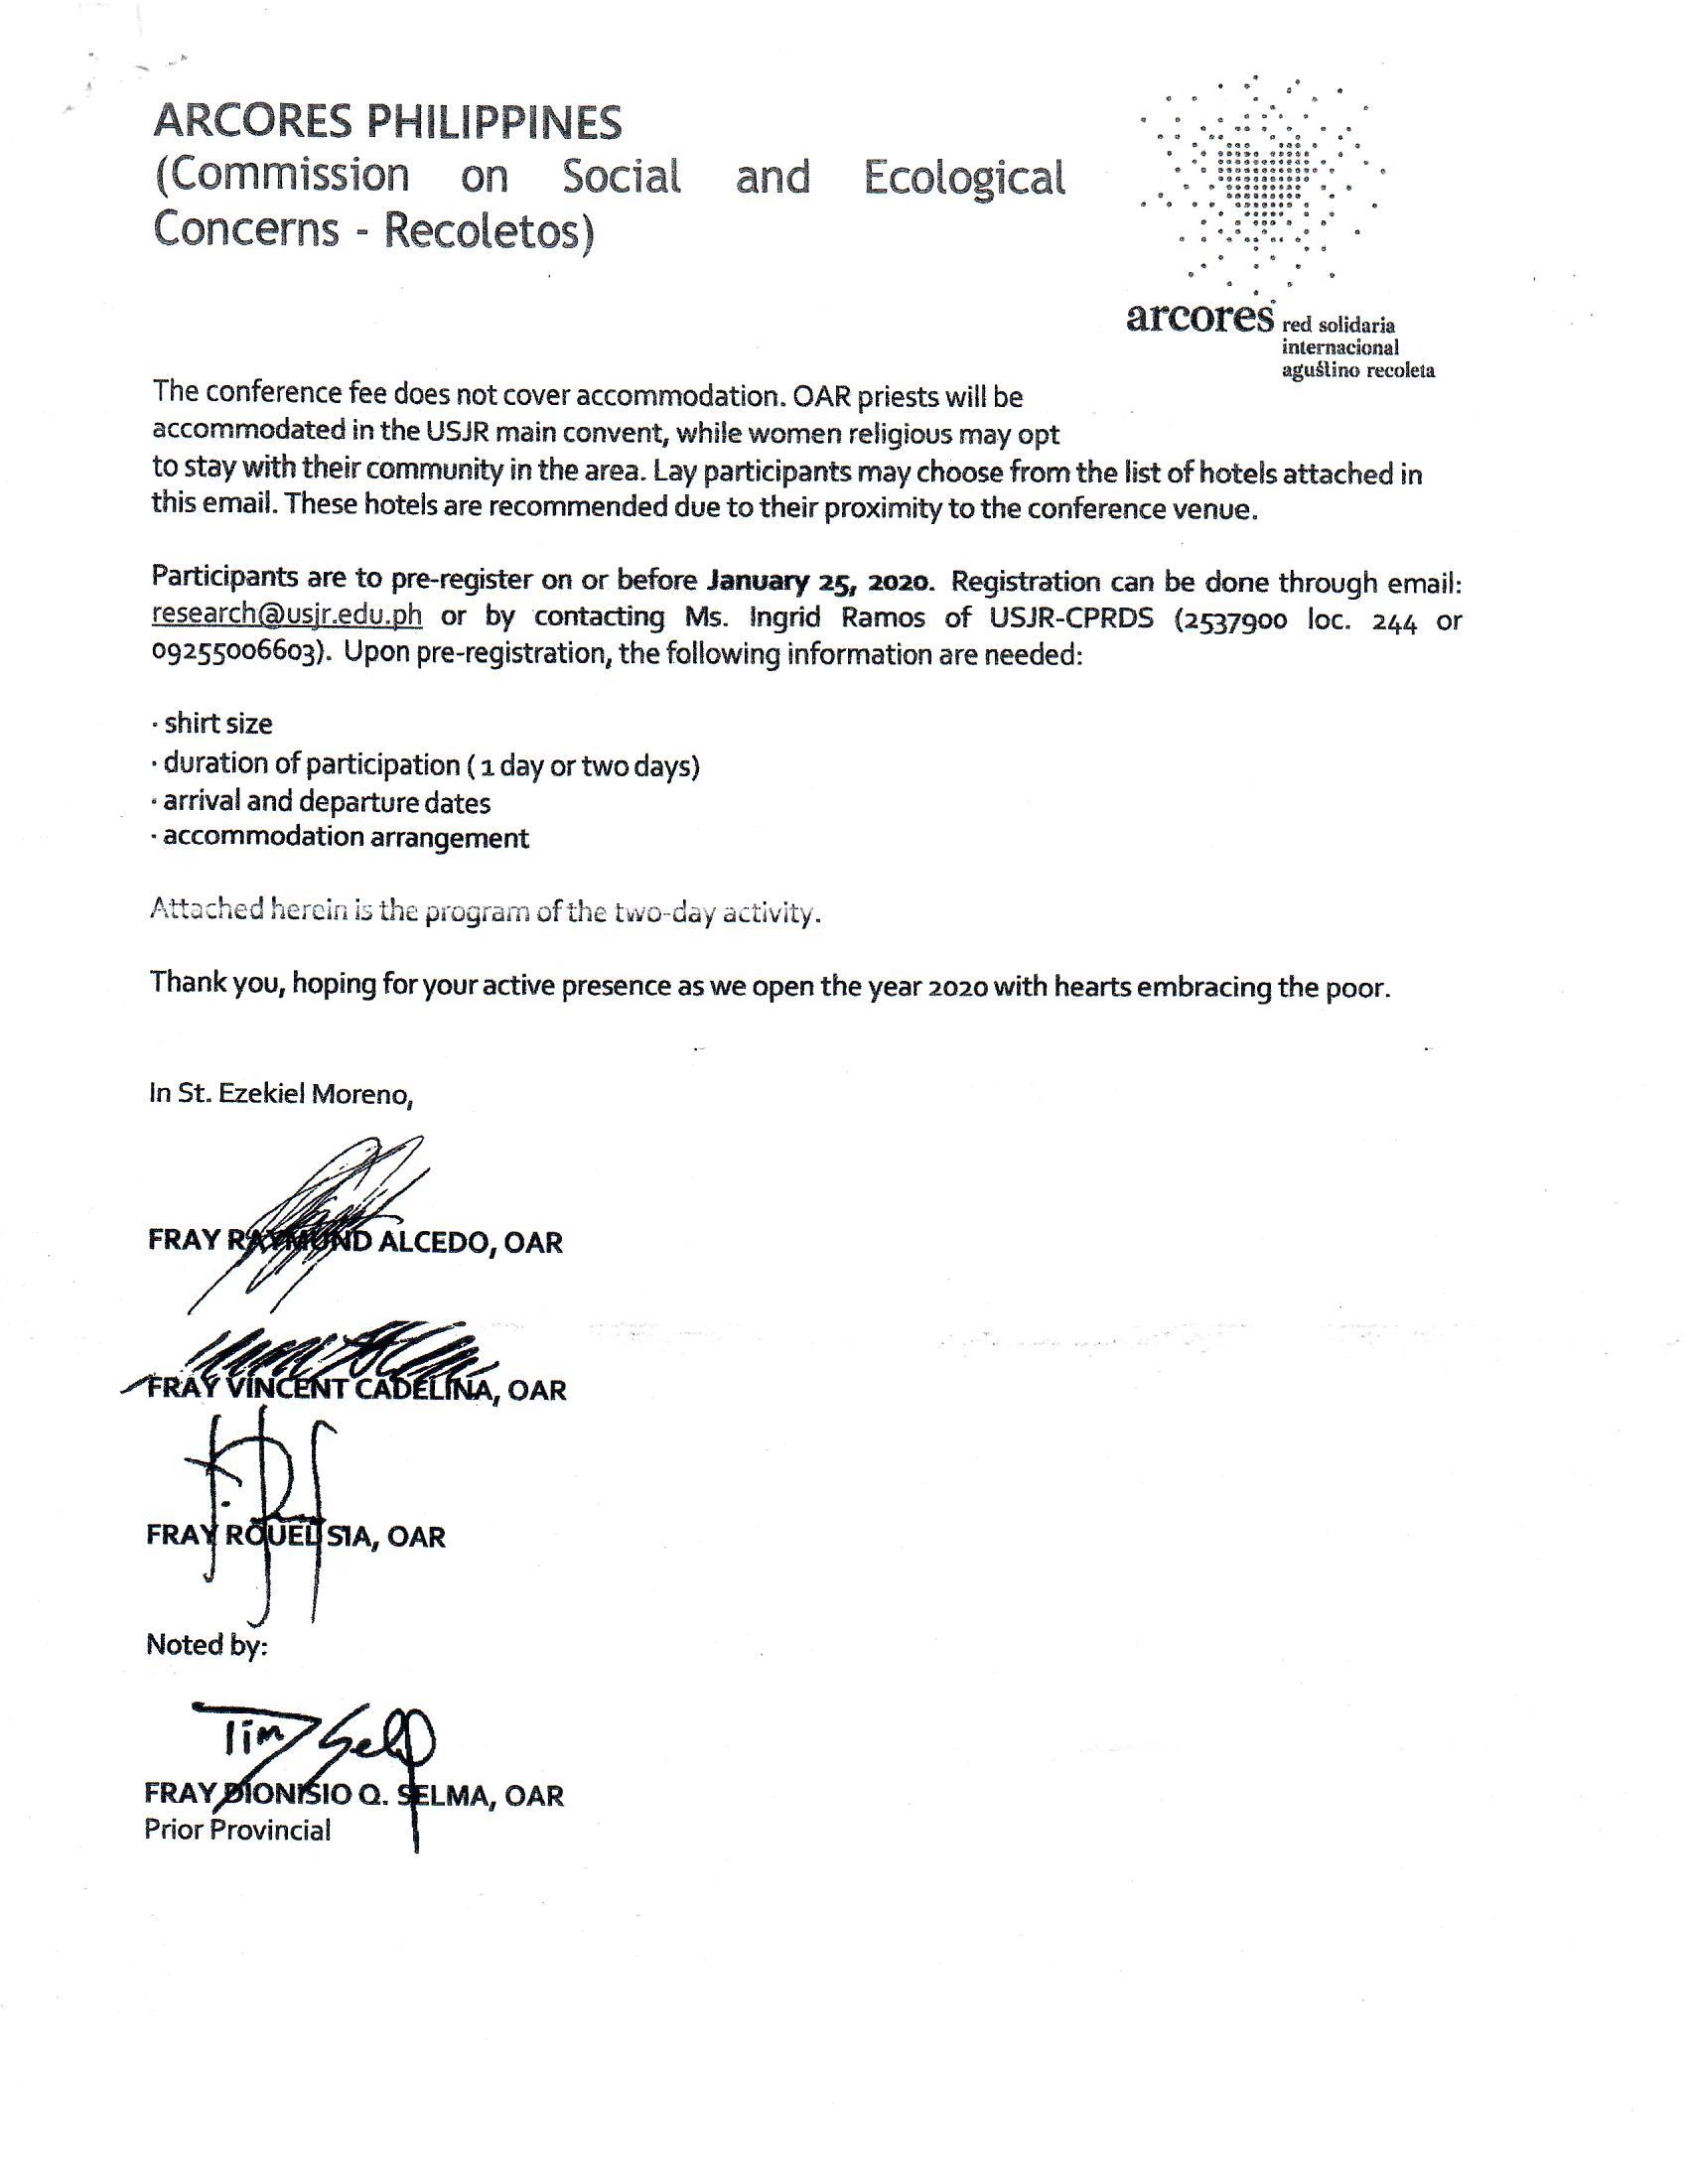 ARCORES PHILIPPINES
(Commission on Social and Ecological
Concerns - Recoletos)
arcores red solidaria
internacional
agustino recoleta
The conference fee does not cover accommodation. OAR priests will be
accommodated in the USJR main convent, while women religious may opt
to stay with their community in the area. Lay participants may choose from the list of hotels attached in
this email. These hotels are recommended due to their proximity to the conference venue.
Participants are to pre-register on or before January 25, 2020. Registration can be done through email:
research@usjr.edu.ph or by contacting Ms. Ingrid Ramos of USJR-CPRDS (2537900 loc. 244 or
09255006603). Upon pre-registration, the following information are needed:
· shirt size
· duration of participation ( 1 day or two days)
· arrival and departure dates
· accommodation arrangement
Attached herein is the program of the two-day activity.
Thank you, hoping for your active presence as we open the year 2020 with hearts embracing the poor.
In St. Ezekiel Moreno,
FRAY RAYMUND ALCEDO, OAR
FRAY VINCENT CADELINA, OAR
FRAY ROUEL SIA, OAR
Noted by:
Tim
FRAY DIONISIO Q. SELMA, OAR
Prior Provincial